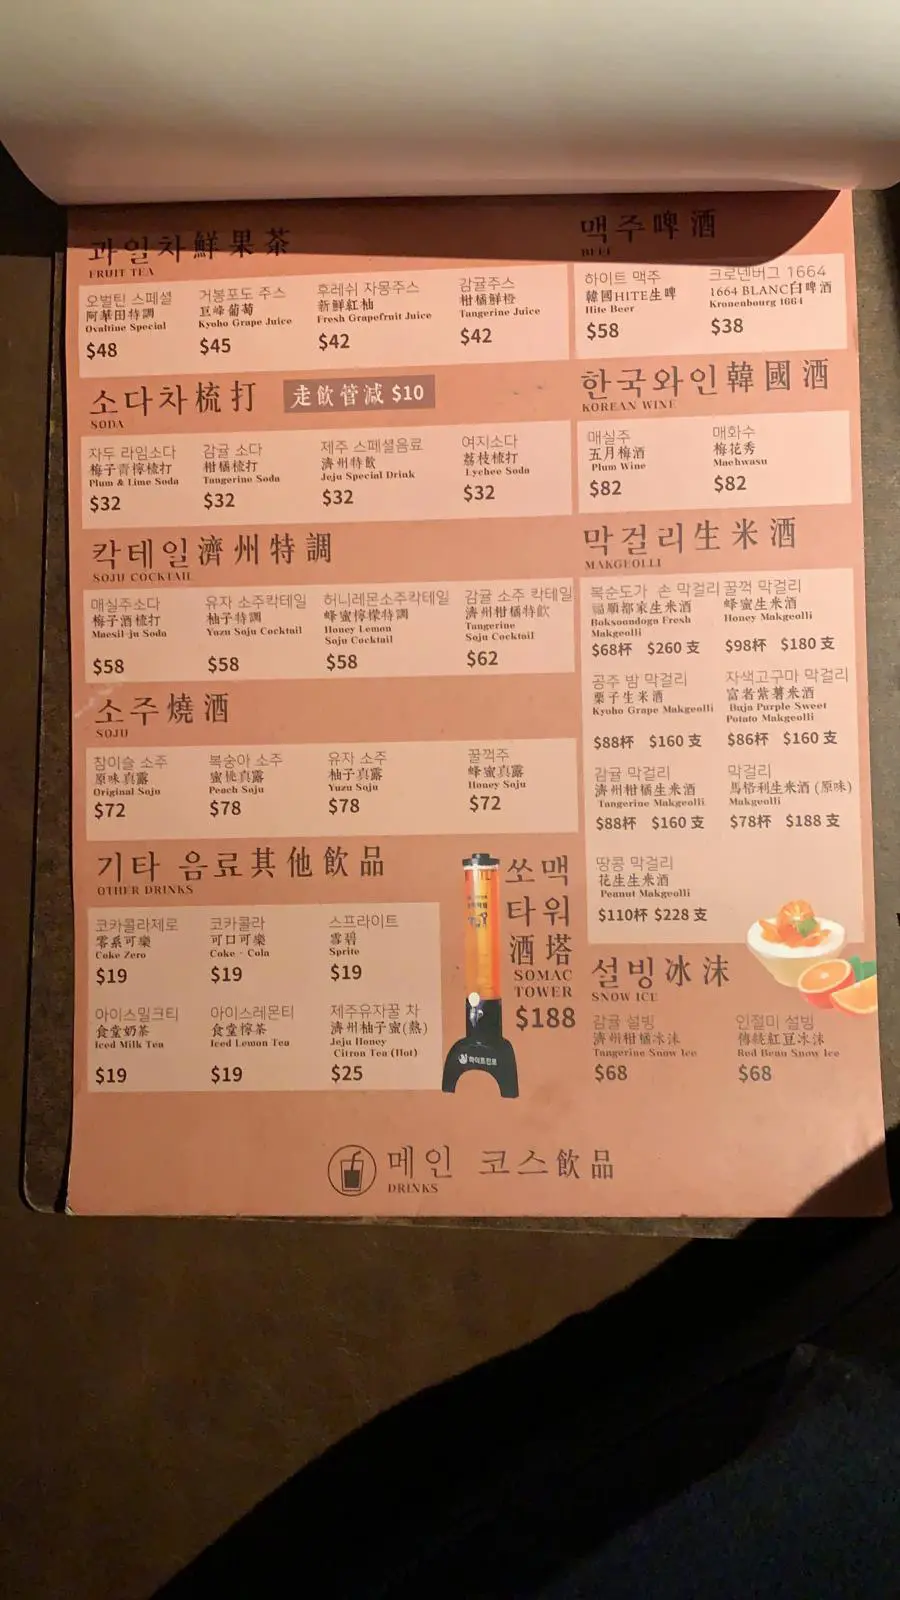 과일차鮮果茶
FRUIT TEA
오벌틴 스페셜
阿華田特調
Ovaltine Special
$48
거봉포도 주스
巨峰葡萄
Kyoho Grape Juice
$45
후레쉬 자몽주스
新鮮紅柚
Fresh Grapefruit Juice
$42
감귤주스
柑橘鮮橙
Tangerine Juice
$42
소다차梳打 走飲管減 $10
SODA
자두 라임소다
梅子青檸梳打
Plum & Lime Soda
$32
감귤 소다
柑橘梳打
Tangerine Soda
$32
제주 스페셜음료
濟州特飲
Jeju Special Drink
$32
여지소다
荔枝梳打
Lychee Soda
$32
칵테일濟州特調
SOJU COCKTAIL
매실주소다
梅子酒梳打
Maesil-ju Soda
$58
유자 소주칵테일
柚子特調
Yuzu Soju Cocktail
$58
허니레몬소주칵테일
蜂蜜檸檬特調
Honey Lemon
Soju Cocktail
$58
감귤 소주 칵테일
濟州柑橘特飲
Tangerine
Soju Cocktail
$62
소주燒酒
SOJU
참이슬 소주
原味真露
Original Soju
$72
복숭아 소주
蜜桃真露
Peach Soju
$78
유자 소주
柚子真露
Yuzu Soju
$78
꿀꺽주
蜂蜜真露
Honey Soju
$72
기타 음료其他飲品
OTHER DRINKS
코카콜라제로
零系可樂
Coke Zero
$19
코카콜라
可口可樂
Coke - Cola
$19
스프라이트
雪碧
Sprite
$19
아이스밀크티
食堂奶茶
Iced Milk Tea
$19
아이스레몬티
食堂檸茶
Iced Lemon Tea
$19
제주유자꿀 차
濟州柚子蜜(熱)
Jeju Honey
Citron Tea (Hot)
$25
하이트진로
쏘맥
타워
酒塔
SOMAC
TOWER
$188
맥주啤酒
BEEF
하이트 맥주
韓國HITE生啤
Hite Beer
$58
크로넨버그 1664
1664 BLANC白啤酒
Kronenbourg 1664
$38
한국와인韓國酒
KOREAN WINE
매실주
五月梅酒
Plum Wine
$82
매화수
梅花秀
Maehwasu
$82
막걸리生米酒
MAKGEOLLI
복순도가 손 막걸리
福順都家生米酒
Boksoondoga Fresh
Makgeolli
$68杯 $260 支
꿀꺽 막걸리
蜂蜜生米酒
Honey Makgeolli
$98杯 $180 支
공주 밤 막걸리
栗子生米酒
Kyoho Grape Makgeolli
$88杯 $160 支
자색고구마 막걸리
富者紫薯米酒
Buja Purple Sweet
Potato Makgeolli
$86杯 $160 支
감귤 막걸리
濟州柑橘生米酒
Tangerine Makgeolli
$88杯 $160 支
막걸리
馬格利生米酒 (原味)
Makgeolli
$78杯 $188 支
땅콩 막걸리
花生生米酒
Peanut Makgeolli
$110杯 $228 支
설빙冰沫
SNOW ICE
감귤 설빙
濟州柑橘冰沫
Tangerine Snow Ice
$68
인절미 설빙
傳統紅豆冰沫
Red Bean Snow Ice
$68
메인 코스飲品
DRINKS